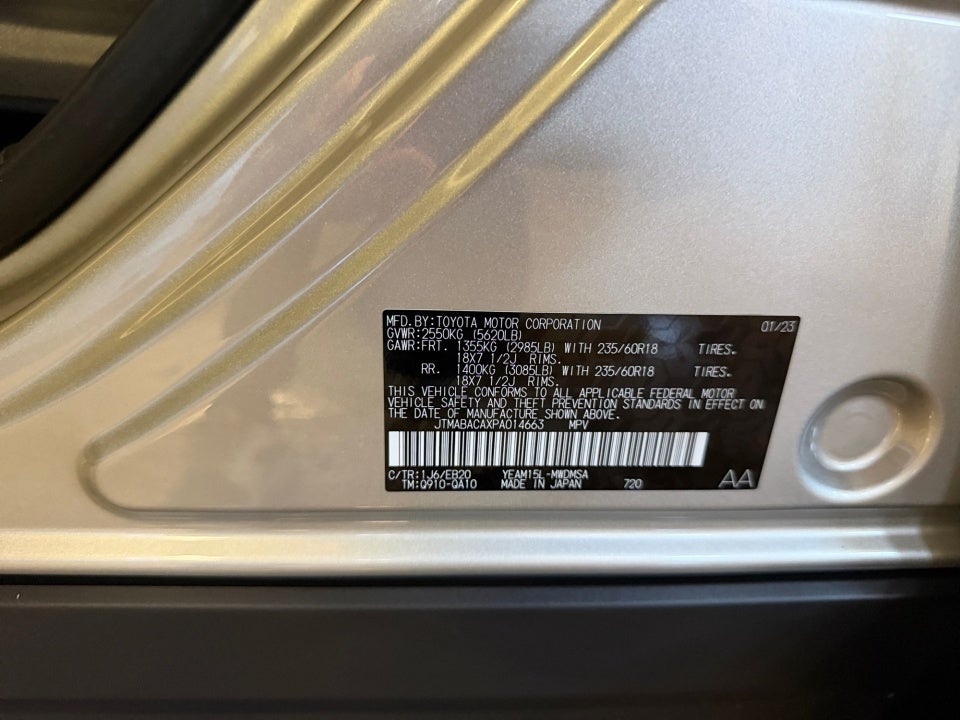 MFD.BY:TOYOTA MOTOR CORPORATION 01/23
GVWR:2550KG (5620LB)
GAWR:FRT. 1355KG (2985LB) WITH 235/60R18 TIRES.
18X7 1/2J RIMS.
RR. 1400KG (3085LB) WITH 235/60R18 TIRES.
18X7 1/2J RIMS.
THIS VEHICLE CONFORMS TO ALL APPLICABLE FEDERAL MOTOR
VEHICLE SAFETY AND THEFT PREVENTION STANDARDS IN EFFECT ON
THE DATE OF MANUFACTURE SHOWN ABOVE.
JTMABACAXPA014663 MPV
C/TR:1J6/EB20 YEAM15L-MWDMSA
TM:Q910-QA10 MADE IN JAPAN 720 AA